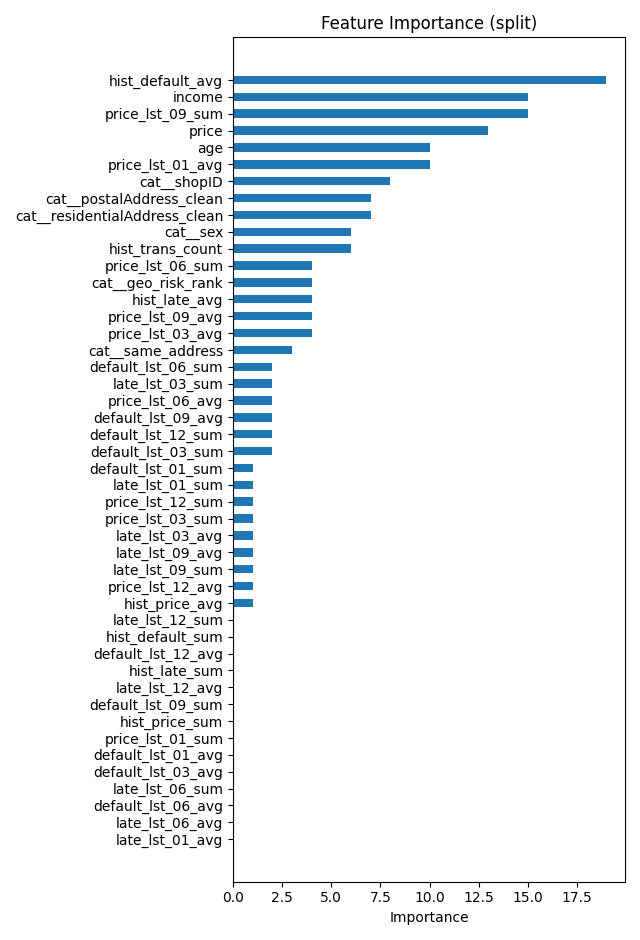 Feature Importance (split)
hist_default_avg
income
price_lst_09_sum
price
age
price_lst_01_avg
cat__shopID
cat__postalAddress_clean
cat__residentialAddress_clean
cat__sex
hist_trans_count
price_lst_06_sum
cat__geo_risk_rank
hist_late_avg
price_lst_09_avg
price_lst_03_avg
cat__same_address
default_lst_06_sum
late_lst_03_sum
price_lst_06_avg
default_lst_09_avg
default_lst_12_sum
default_lst_03_sum
default_lst_01_sum
late_lst_01_sum
price_lst_12_sum
price_lst_03_sum
late_lst_03_avg
late_lst_09_avg
late_lst_09_sum
price_lst_12_avg
hist_price_avg
late_lst_12_sum
hist_default_sum
default_lst_12_avg
hist_late_sum
late_lst_12_avg
default_lst_09_sum
hist_price_sum
price_lst_01_sum
default_lst_01_avg
default_lst_03_avg
late_lst_06_sum
default_lst_06_avg
late_lst_06_avg
late_lst_01_avg
0.0 2.5 5.0 7.5 10.0 12.5 15.0 17.5
Importance